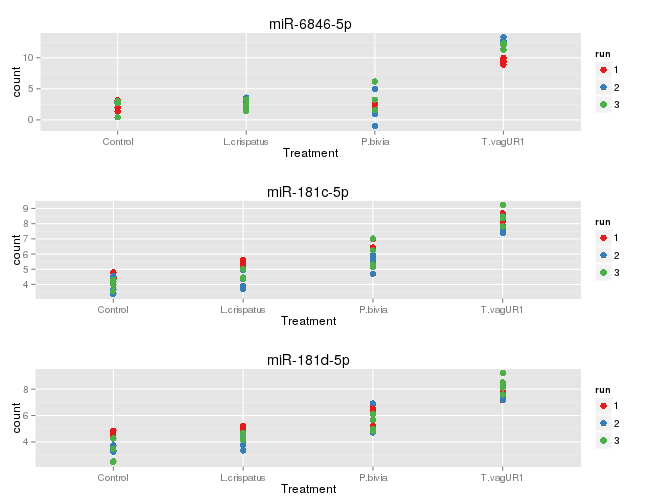 miR-6846-5p
count
10
5
0
Control
L.crispatus
P.bivia
T.vagUR1
Treatment
run
1
2
3
miR-181c-5p
count
9
8
7
6
5
4
Control
L.crispatus
P.bivia
T.vagUR1
Treatment
run
1
2
3
miR-181d-5p
count
8
6
4
Control
L.crispatus
P.bivia
T.vagUR1
Treatment
run
1
2
3